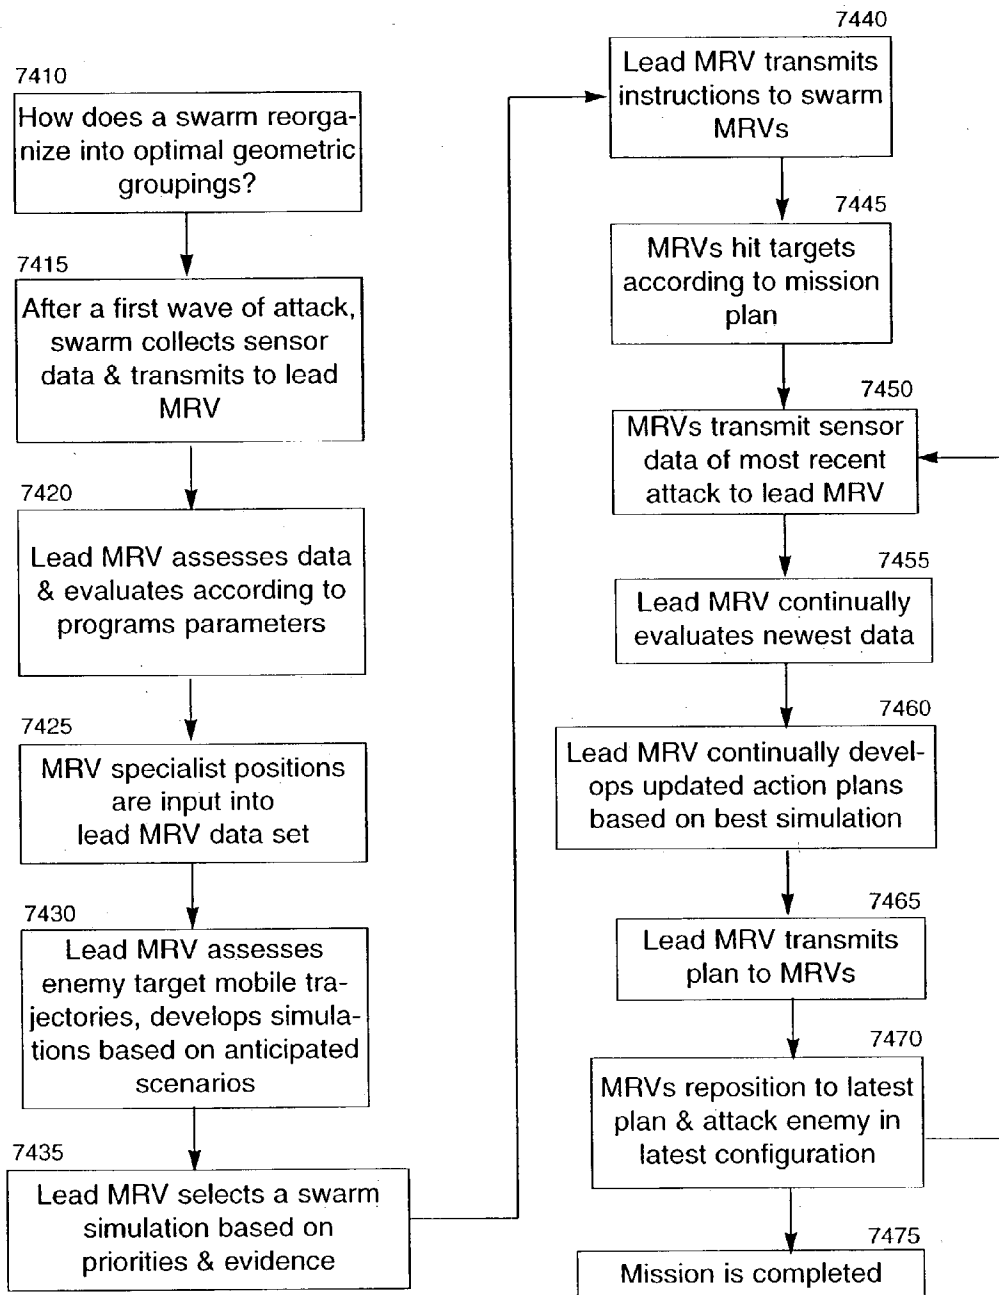 7410
How does a swarm reorga-
nize into optimal geometric
groupings?
7415
After a first wave of attack,
swarm collects sensor
data & transmits to lead
MRV
7420
Lead MRV assesses data
& evaluates according to
programs parameters
7425
MRV specialist positions
are input into
lead MRV data set
7430
Lead MRV assesses
enemy target mobile tra-
jectories, develops simula-
tions based on anticipated
scenarios
7435
Lead MRV selects a swarm
simulation based on
priorities & evidence
7440
Lead MRV transmits
instructions to swarm
MRVs
7445
MRVs hit targets
according to mission
plan
7450
MRVs transmit sensor
data of most recent
attack to lead MRV
7455
Lead MRV continually
evaluates newest data
7460
Lead MRV continually devel-
ops updated action plans
based on best simulation
7465
Lead MRV transmits
plan to MRVs
7470
MRVs reposition to latest
plan & attack enemy in
latest configuration
7475
Mission is completed